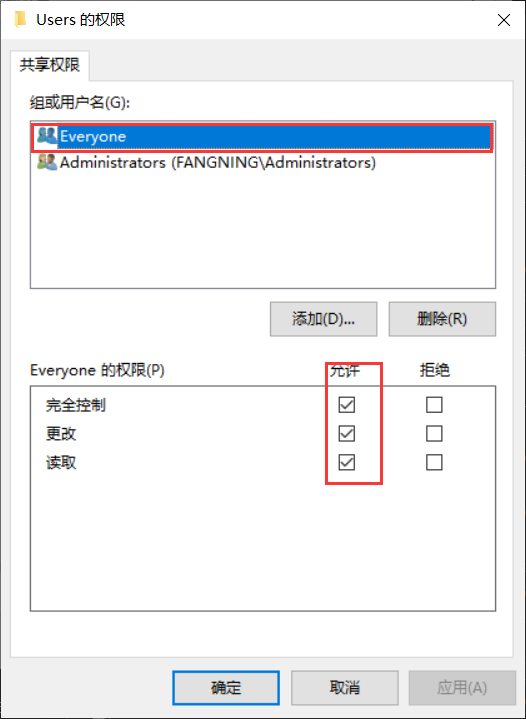 Users 的权限
共享权限
组或用户名(G):
Everyone
Administrators (FANGNING\Administrators)
添加(D)...
删除(R)
Everyone 的权限(P)
允许
拒绝
完全控制
更改
读取
确定
取消
应用(A)